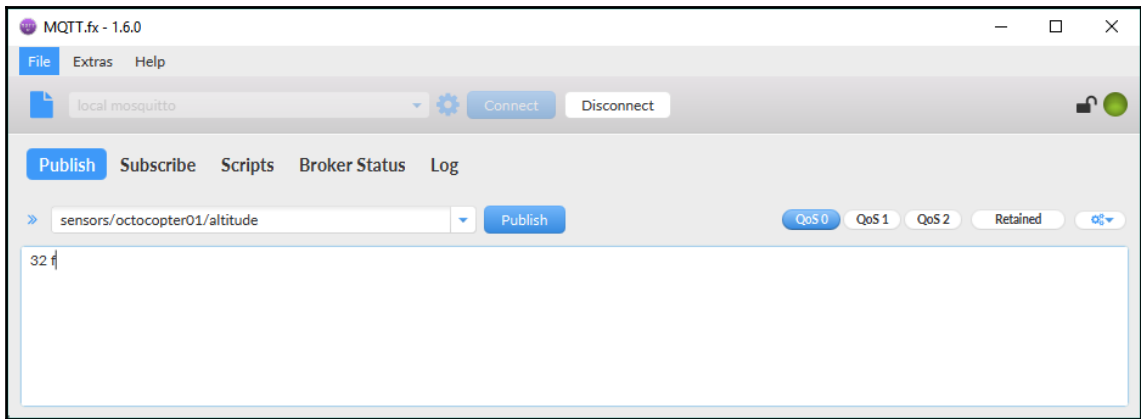 MQTT.fx - 1.6.0
File Extras Help
local mosquitto Connect Disconnect
Publish Subscribe Scripts Broker Status Log
sensors/octocopter01/altitude Publish QoS 0 QoS 1 QoS 2 Retained
32 f